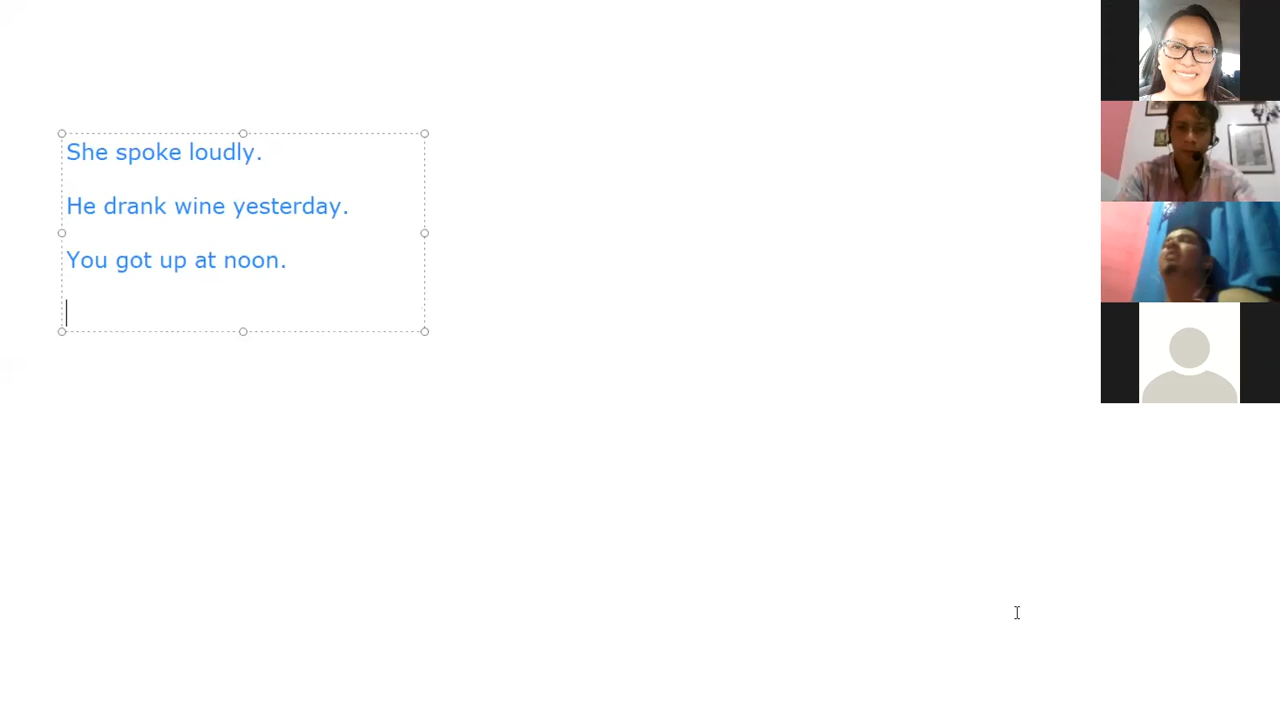 She spoke loudly.
He drank wine yesterday.
You got up at noon.